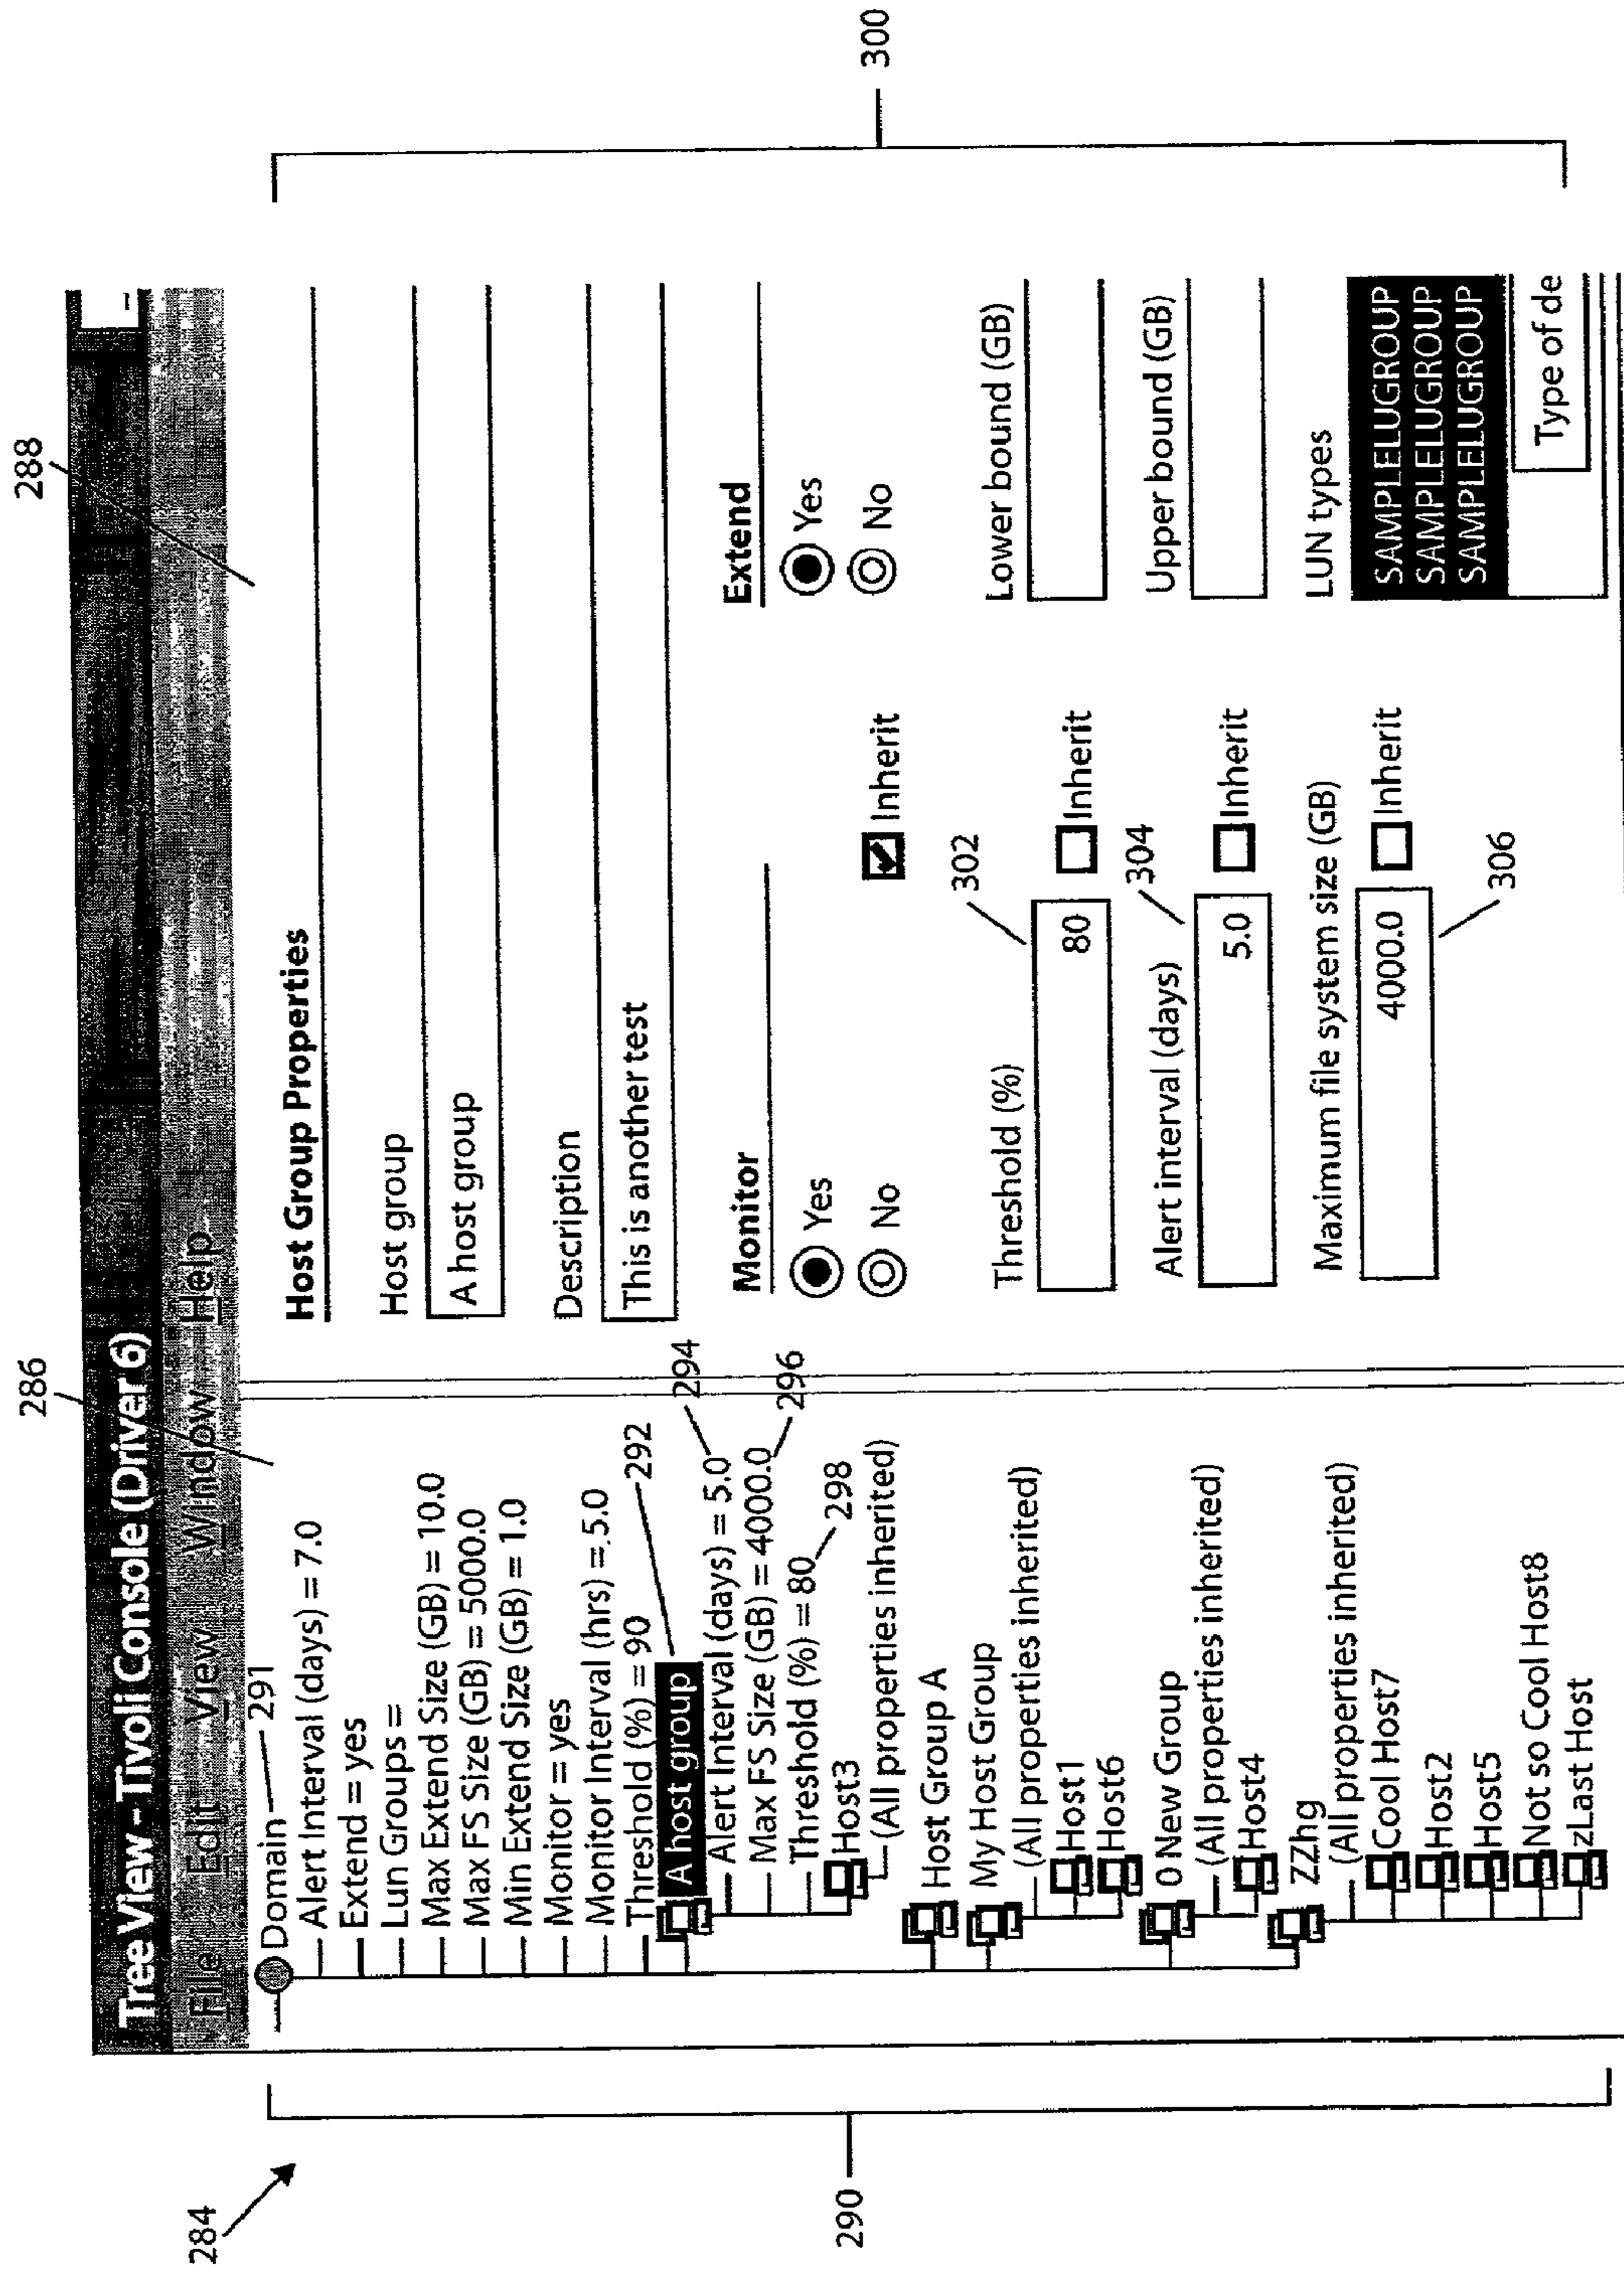 284
286
288
Tree View - Tivoli Console (Driver 6)
File Edit View Window Help
290
Domain 291
Alert Interval (days) = 7.0
Extend = yes
Lun Groups =
Max Extend Size (GB) = 10.0
Max FS Size (GB) = 5000.0
Min Extend Size (GB) = 1.0
Monitor = yes
Monitor Interval (hrs) = 5.0
Threshold (%) = 90
A host group 292
Alert Interval (days) = 5.0 294
Max FS Size (GB) = 4000.0 296
Threshold (%) = 80 298
Host3
(All properties inherited)
Host Group A
My Host Group
(All properties inherited)
Host1
Host6
0 New Group
(All properties inherited)
Host4
ZZhg
(All properties inherited)
Cool Host7
Host2
Host5
Not so Cool Host8
zLast Host
Host Group Properties
Host group
A host group
Description
This is another test
Monitor
Yes
No
Inherit
302
Threshold (%)
80 Inherit
304
Alert interval (days)
5.0 Inherit
Maximum file system size (GB)
4000.0 Inherit
306
Extend
Yes
No
Lower bound (GB)
Upper bound (GB)
LUN types
SAMPLELUGROUP
SAMPLELUGROUP
SAMPLELUGROUP
Type of de
300